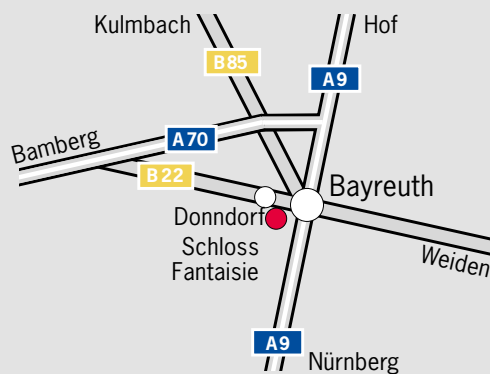 Kulmbach
Hof
B85
A9
A70
Bamberg
B22
Bayreuth
Donndorf
Schloss
Fantaisie
Weiden
A9
Nürnberg